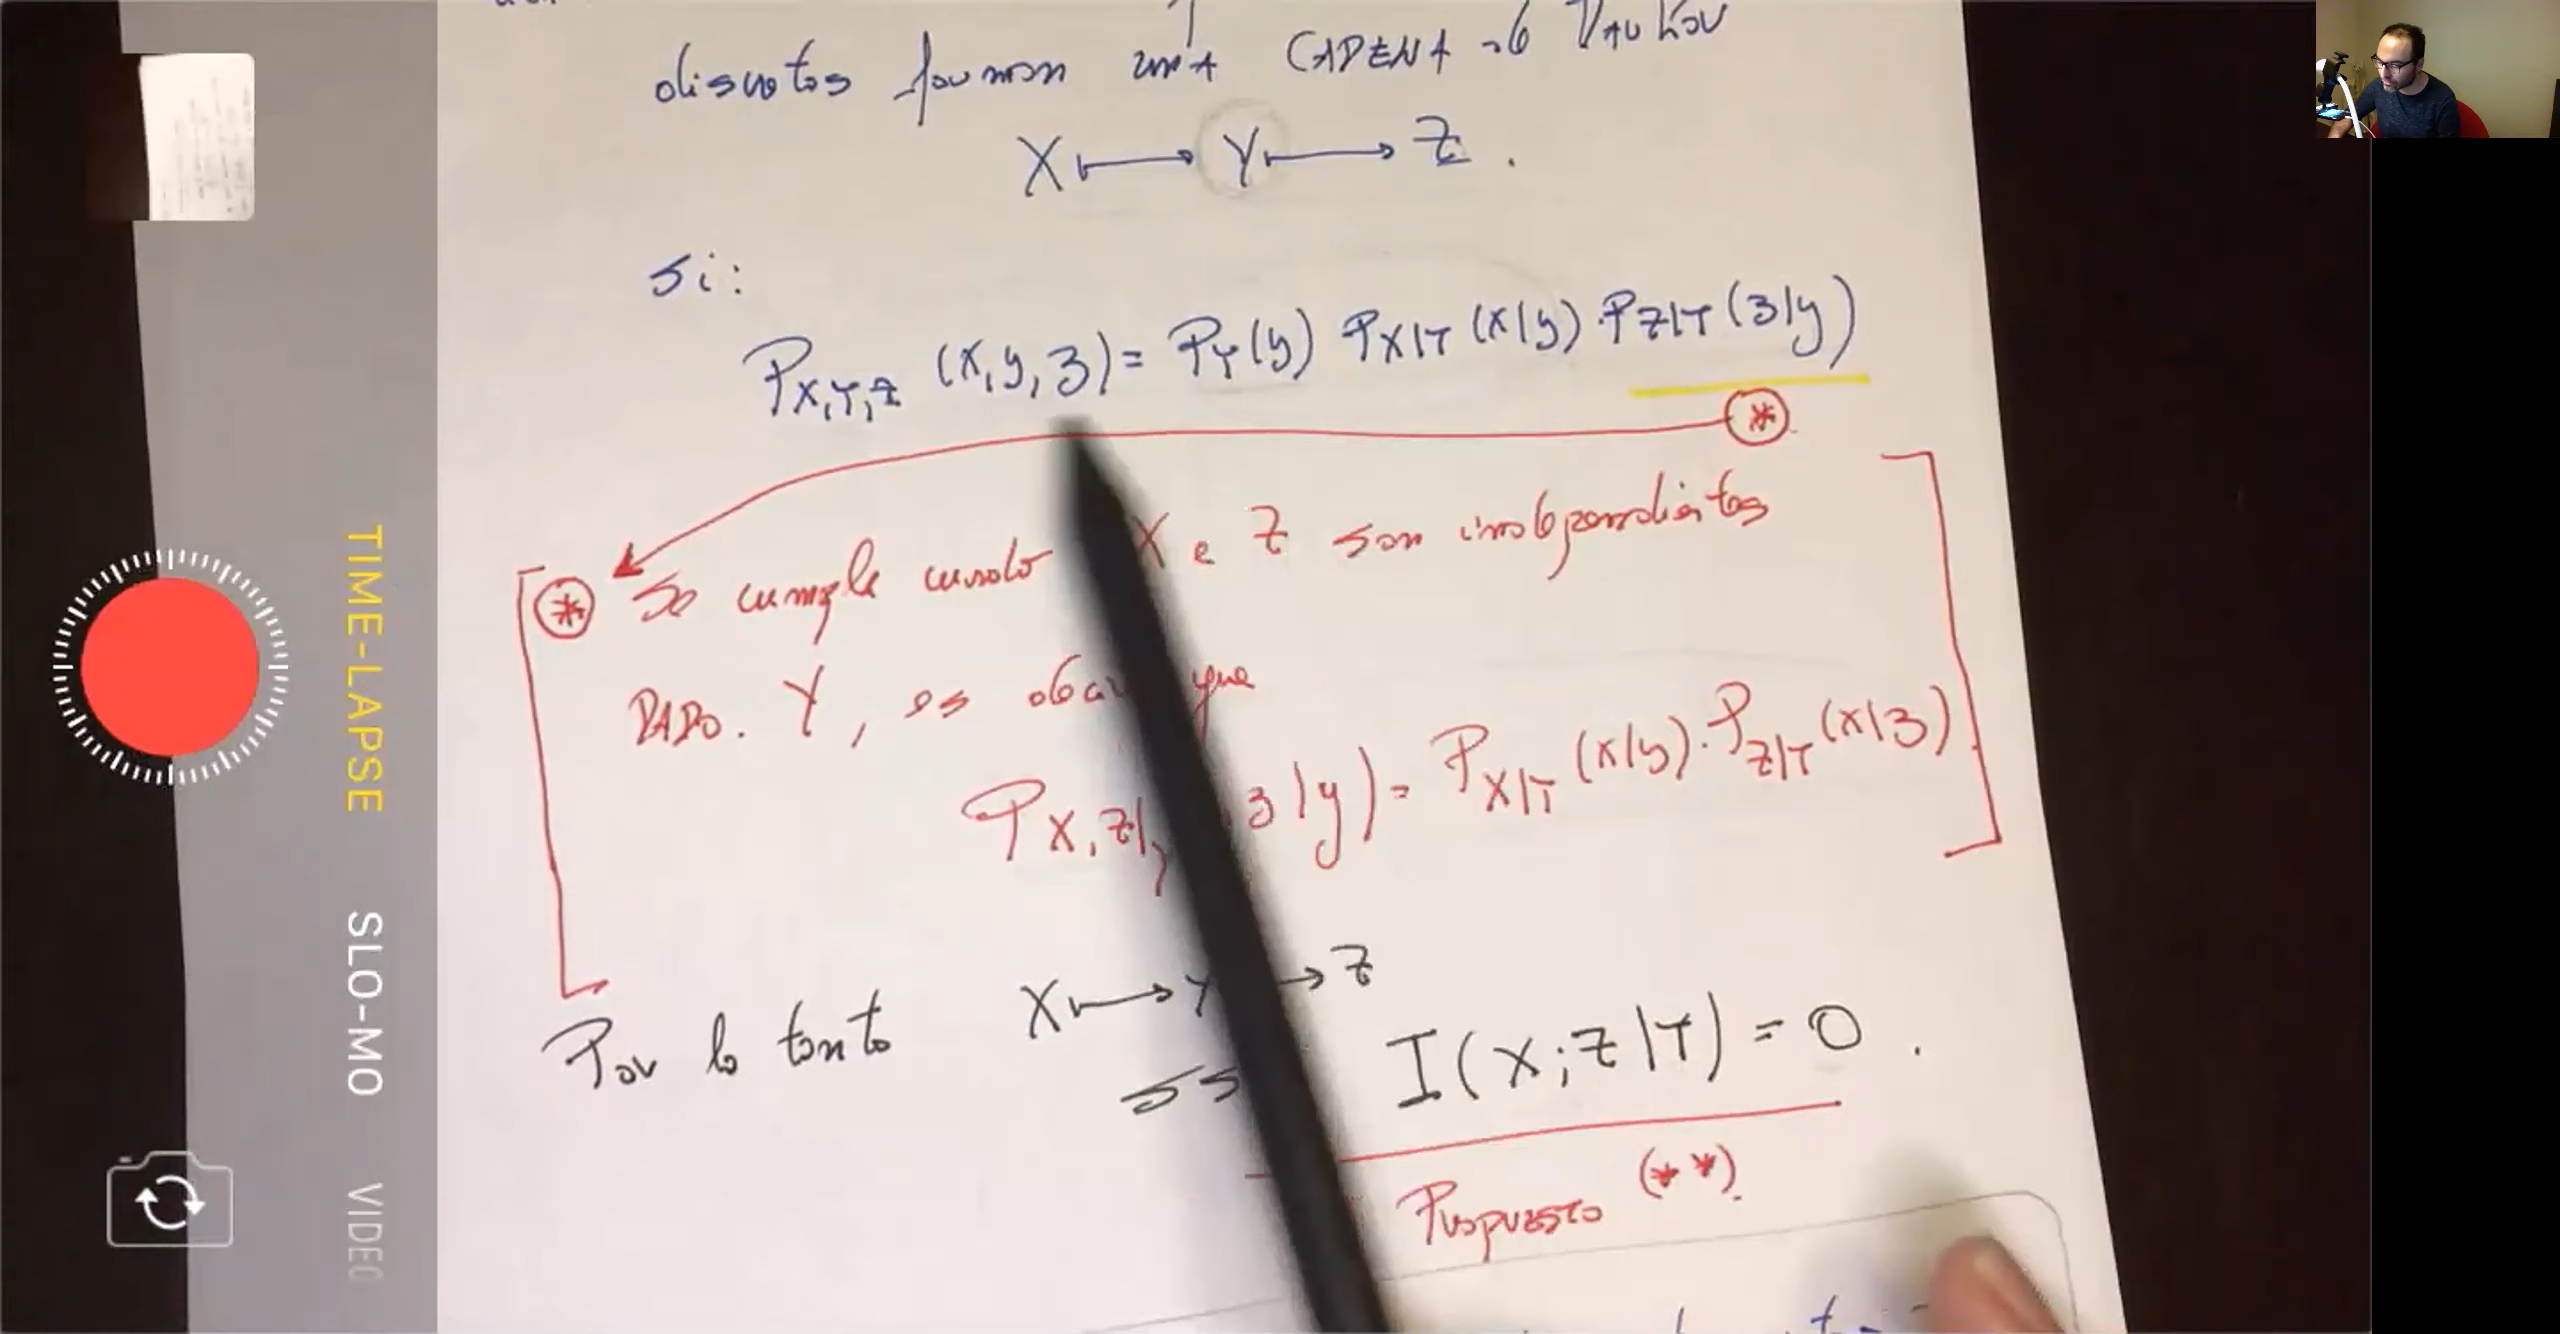 discretos forman una CADENA de Markov
X ↦ Y ↦ Z .
si:
P_{X,Y,Z} (x,y,z) = P_Y(y) P_{X|Y} (x|y) · P_{Z|Y} (z|y)
(*)
(*) Se cumple cuando X e Z son independientes
DADO. Y, es decir que
P_{X,Z| z|y) = P_{X|Y} (x|y) · P_{Z|Y} (x|z)
Por lo tanto X ↦ Y → Z
ss I(X;Z|Y) = 0 .
Propuesto (**).
TIME-LAPSE
SLO-MO
VIDEO